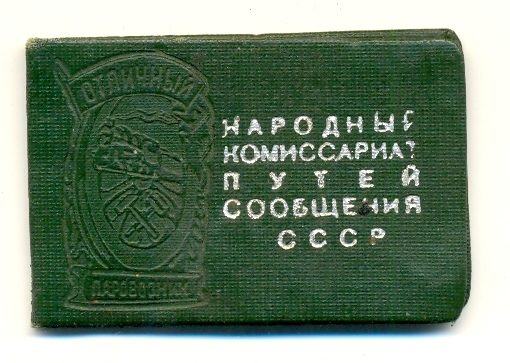 ОТЛИЧНЫЙ
ПАРОВОЗНИК
НАРОДНЫЙ
КОМИССАРИАТ
ПУТЕЙ
СООБЩЕНИЯ
СССР